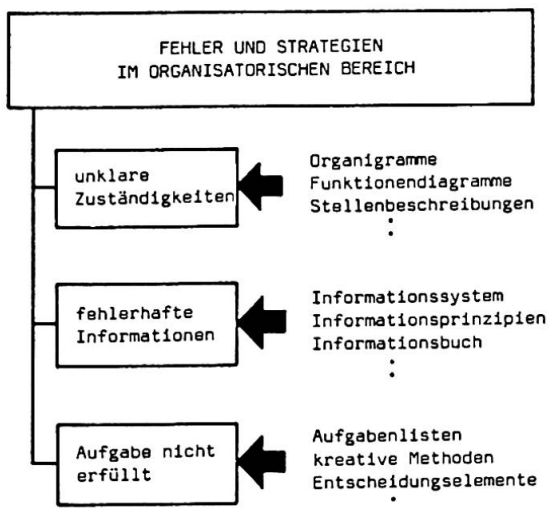 FEHLER UND STRATEGIEN
IM ORGANISATORISCHEN BEREICH
unklare
Zuständigkeiten
Organigramme
Funktionendiagramme
Stellenbeschreibungen
fehlerhafte
Informationen
Informationssystem
Informationsprinzipien
Informationsbuch
Aufgabe nicht
erfüllt
Aufgabenlisten
kreative Methoden
Entscheidungselemente